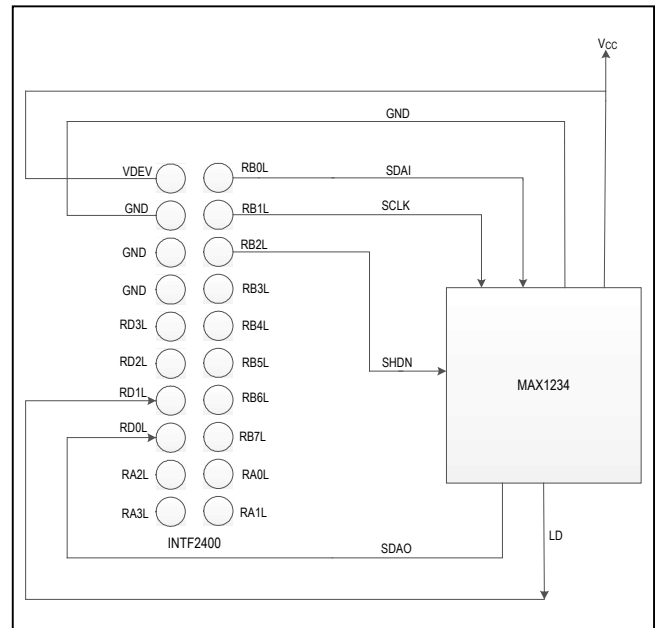 VCC
GND
VDEV RB0L SDAI
GND RB1L SCLK
GND RB2L
GND RB3L
RD3L RB4L
RD2L RB5L SHDN
MAX1234
RD1L RB6L
RD0L RB7L
RA2L RA0L
RA3L RA1L
LD
INTF2400
SDAO